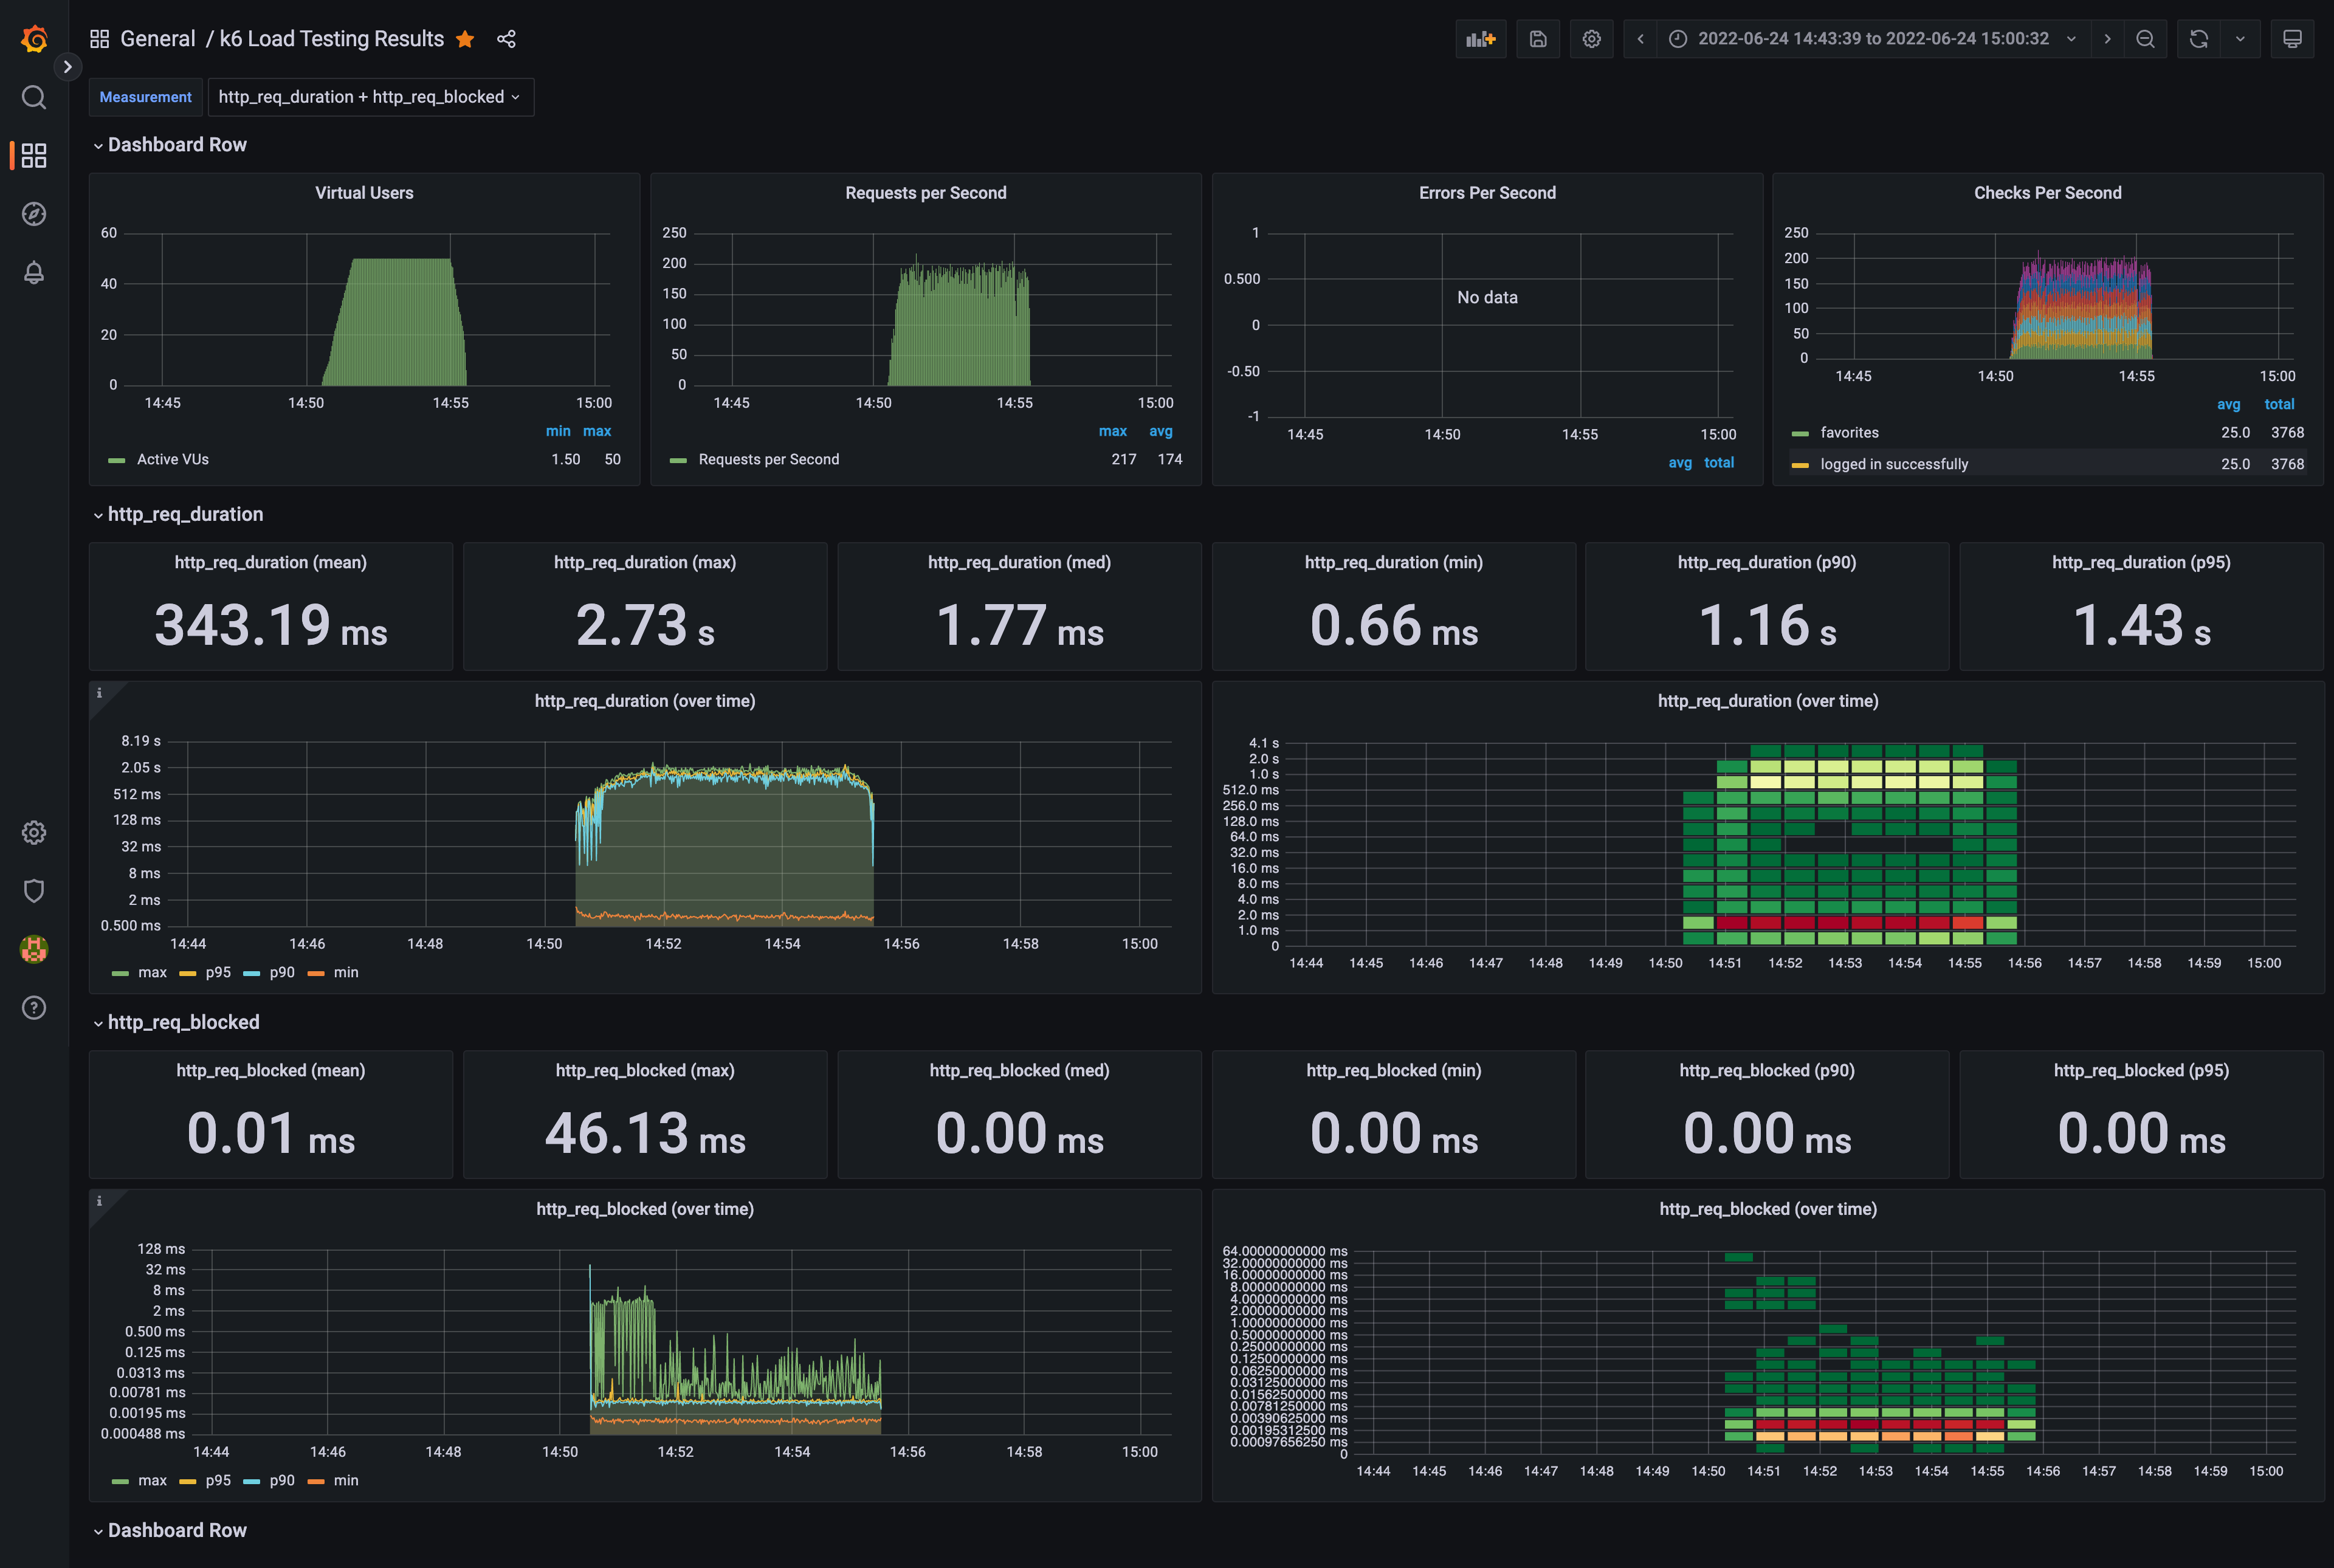 General / k6 Load Testing Results
2022-06-24 14:43:39 to 2022-06-24 15:00:32
Measurement http_req_duration + http_req_blocked
Dashboard Row
Virtual Users
60
40
20
0
14:45 14:50 14:55 15:00
min max
Active VUs 1.50 50
Requests per Second
250
200
150
100
50
0
14:45 14:50 14:55 15:00
max avg
Requests per Second 217 174
Errors Per Second
1
0.500
0
-0.50
-1
No data
14:45 14:50 14:55 15:00
avg total
Checks Per Second
250
200
150
100
50
0
14:45 14:50 14:55 15:00
avg total
favorites 25.0 3768
logged in successfully 25.0 3768
http_req_duration
http_req_duration (mean)
343.19 ms
http_req_duration (max)
2.73 s
http_req_duration (med)
1.77 ms
http_req_duration (min)
0.66 ms
http_req_duration (p90)
1.16 s
http_req_duration (p95)
1.43 s
i
http_req_duration (over time)
8.19 s
2.05 s
512 ms
128 ms
32 ms
8 ms
2 ms
0.500 ms
14:44 14:46 14:48 14:50 14:52 14:54 14:56 14:58 15:00
max p95 p90 min
http_req_duration (over time)
4.1 s
2.0 s
1.0 s
512.0 ms
256.0 ms
128.0 ms
64.0 ms
32.0 ms
16.0 ms
8.0 ms
4.0 ms
2.0 ms
1.0 ms
0
14:44 14:45 14:46 14:47 14:48 14:49 14:50 14:51 14:52 14:53 14:54 14:55 14:56 14:57 14:58 14:59 15:00
http_req_blocked
http_req_blocked (mean)
0.01 ms
http_req_blocked (max)
46.13 ms
http_req_blocked (med)
0.00 ms
http_req_blocked (min)
0.00 ms
http_req_blocked (p90)
0.00 ms
http_req_blocked (p95)
0.00 ms
i
http_req_blocked (over time)
128 ms
32 ms
8 ms
2 ms
0.500 ms
0.125 ms
0.0313 ms
0.00781 ms
0.00195 ms
0.000488 ms
14:44 14:46 14:48 14:50 14:52 14:54 14:56 14:58 15:00
max p95 p90 min
http_req_blocked (over time)
64.00000000000 ms
32.00000000000 ms
16.00000000000 ms
8.00000000000 ms
4.00000000000 ms
2.00000000000 ms
1.00000000000 ms
0.50000000000 ms
0.25000000000 ms
0.12500000000 ms
0.06250000000 ms
0.03125000000 ms
0.01562500000 ms
0.00781250000 ms
0.00390625000 ms
0.00195312500 ms
0.00097656250 ms
0
14:44 14:45 14:46 14:47 14:48 14:49 14:50 14:51 14:52 14:53 14:54 14:55 14:56 14:57 14:58 14:59 15:00
Dashboard Row